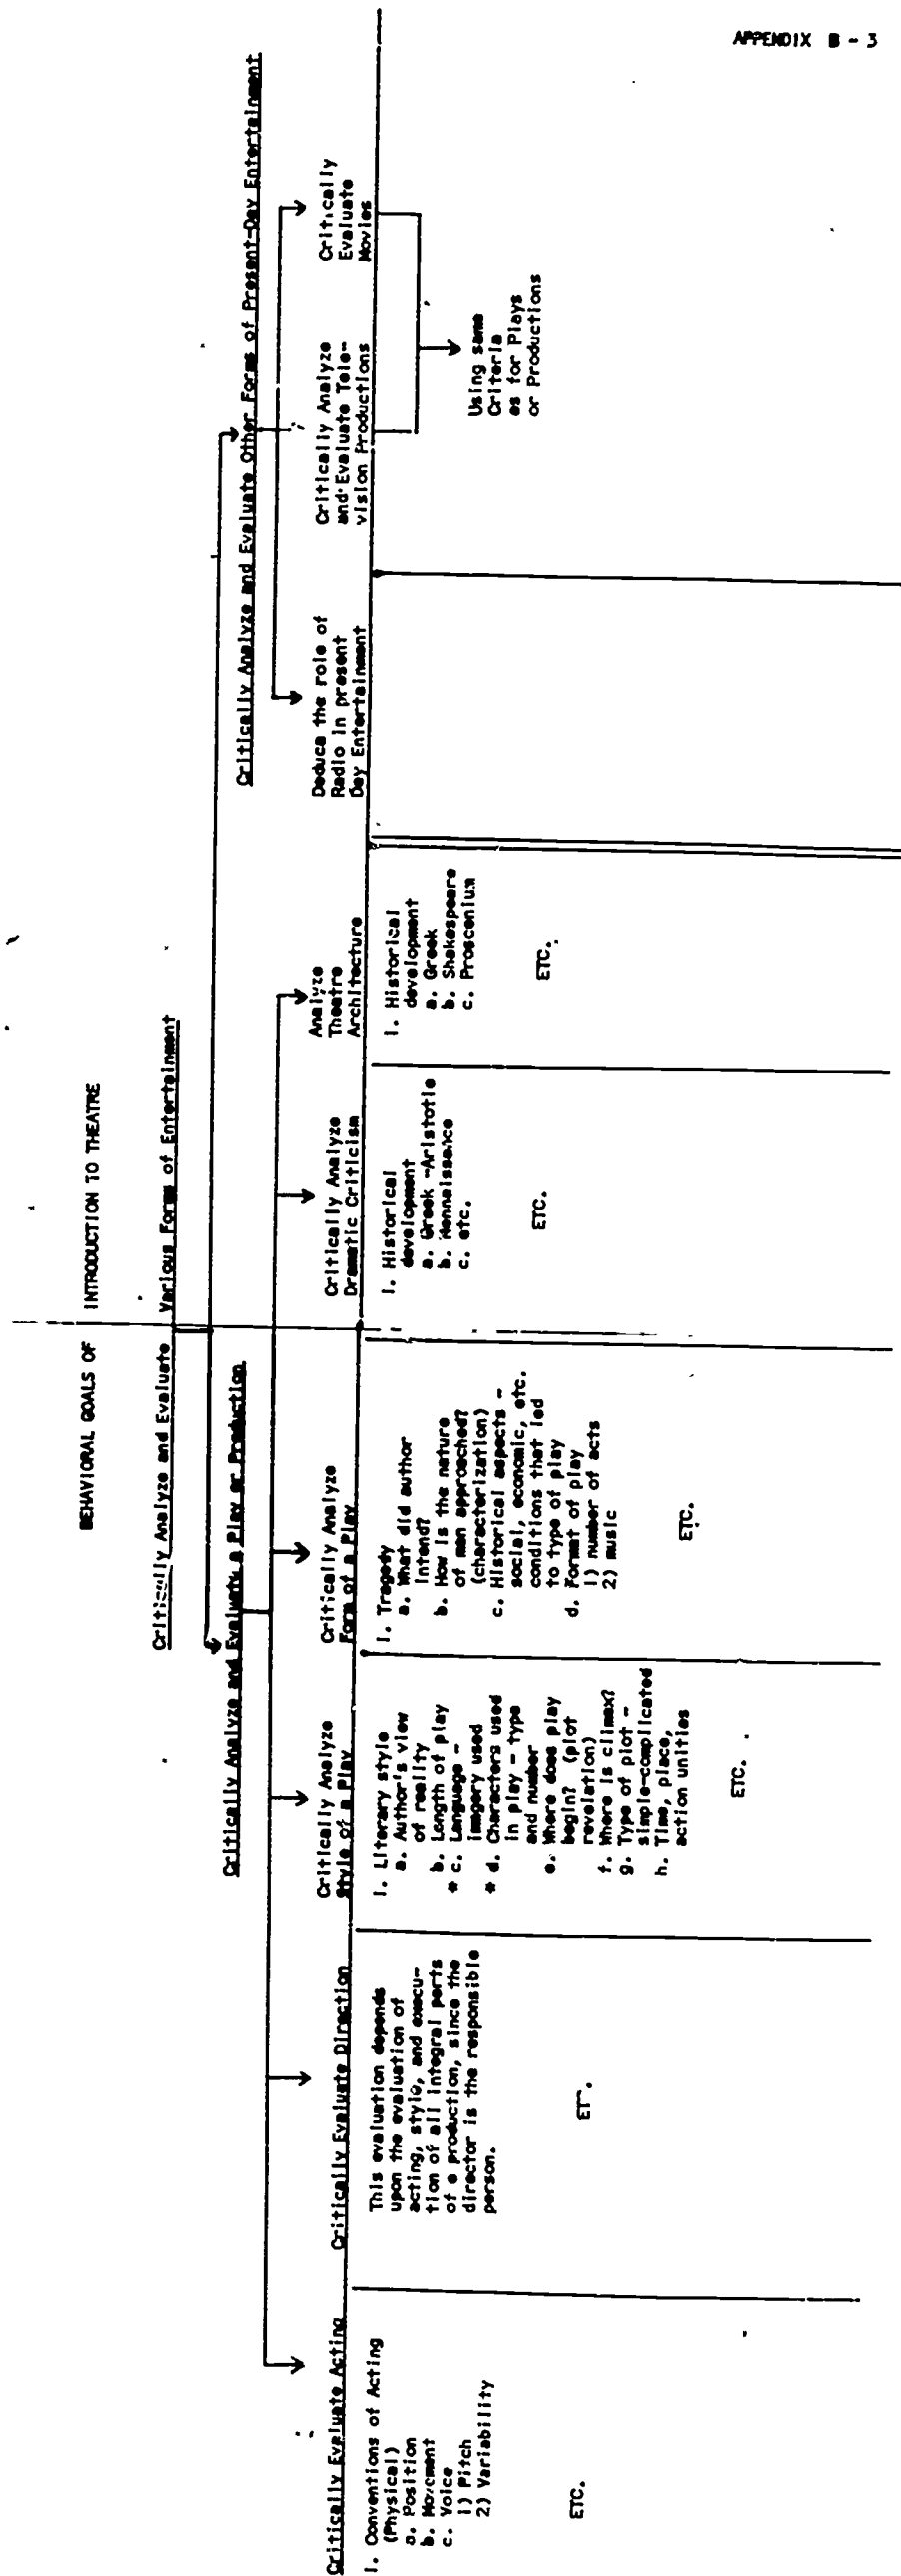 APPENDIX B - 3
BEHAVIORAL GOALS OF INTRODUCTION TO THEATRE
Critically Analyze and Evaluate Various Forms of Entertainment
Critically Analyze and Evaluate a Play or Production
Critically Analyze and Evaluate Other Forms of Present-Day Entertainment
Critically Evaluate Acting
1. Conventions of Acting
(Physical)
a. Position
b. Movement
c. Voice
1) Pitch
2) Variability
ETC.
Critically Evaluate Direction
This evaluation depends
upon the evaluation of
acting, style, and execu-
tion of all integral parts
of a production, since the
director is the responsible
person.
ETC.
Critically Analyze
Style of a Play
1. Literary style
a. Author's view
of reality
b. Length of play
* c. Language -
imagery used
* d. Characters used
in play - type
and number
e. Where does play
begin? (plot
revelation)
f. Where is climax?
g. Type of plot -
simple-complicated
h. Time, place,
action unities
ETC.
Critically Analyze
Form of a Play
1. Tragedy
a. What did author
intend?
b. How is the nature
of man approached?
(characterization)
c. Historical aspects -
social, economic, etc.
conditions that led
to type of play
d. Format of play
1) number of acts
2) music
ETC.
Critically Analyze
Dramatic Criticism
1. Historical
development
a. Greek -Aristotle
b. Rennaissance
c. etc.
ETC.
Analyze
Theatre
Architecture
1. Historical
development
a. Greek
b. Shakespeare
c. Proscenium
ETC.
Deduce the role of
Radio in present
Day Entertainment
Critically Analyze
and Evaluate Tele-
vision Productions
Critically
Evaluate
Movies
Using same
Criteria
as for Plays
or Productions